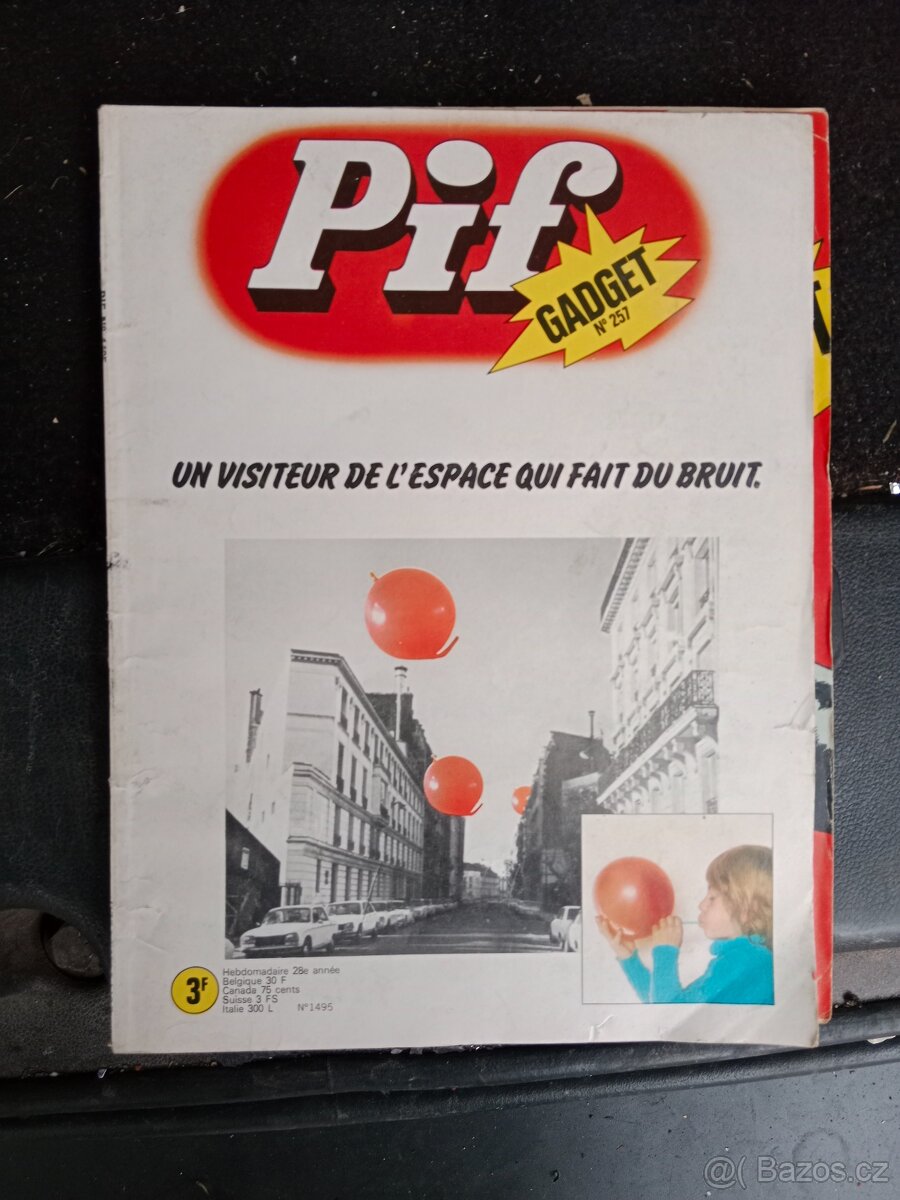 Pif
GADGET
N° 257
UN VISITEUR DE L'ESPACE QUI FAIT DU BRUIT.
3F
Hebdomadaire 28e année
Belgique 30 F
Canada 75 cents
Suisse 3 FS
Italie 300 L N°1495
T
Bazos.cz